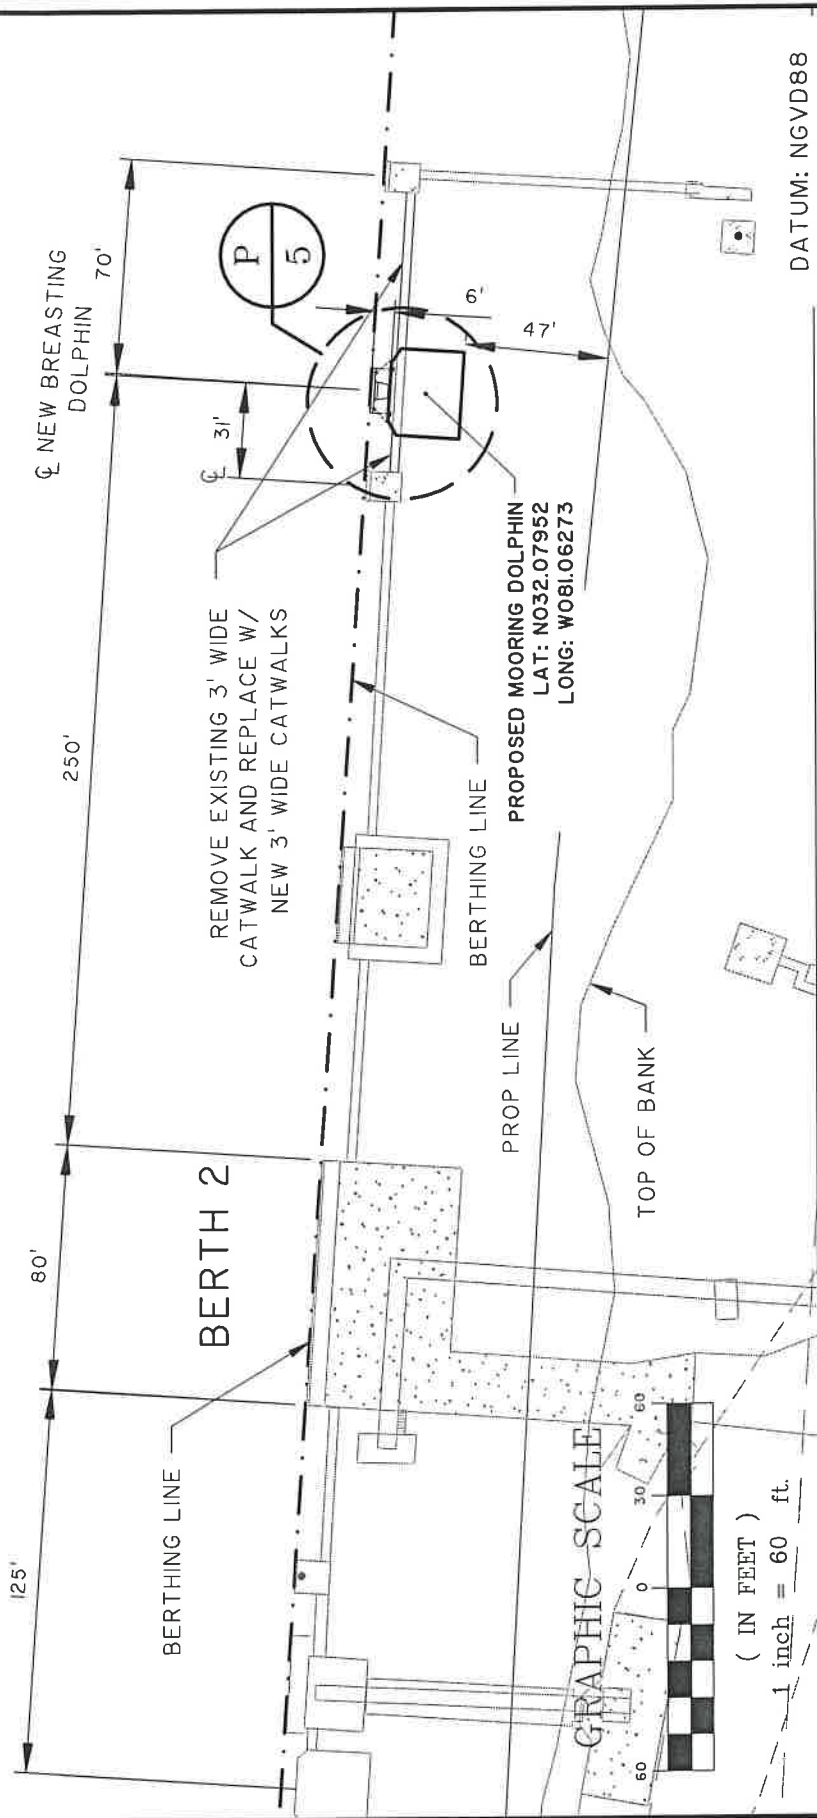 125'
80'
250'
70'
31'
6'
47'
℄ NEW BREASTING
DOLPHIN
℄
P
5
REMOVE EXISTING 3' WIDE
CATWALK AND REPLACE W/
NEW 3' WIDE CATWALKS
BERTH 2
BERTHING LINE
BERTHING LINE
PROPOSED MOORING DOLPHIN
LAT: N032.07952
LONG: W081.06273
PROP LINE
TOP OF BANK
GRAPHIC SCALE
60
0
30
60
( IN FEET )
1 inch = 60 ft.
DATUM: NGVD88